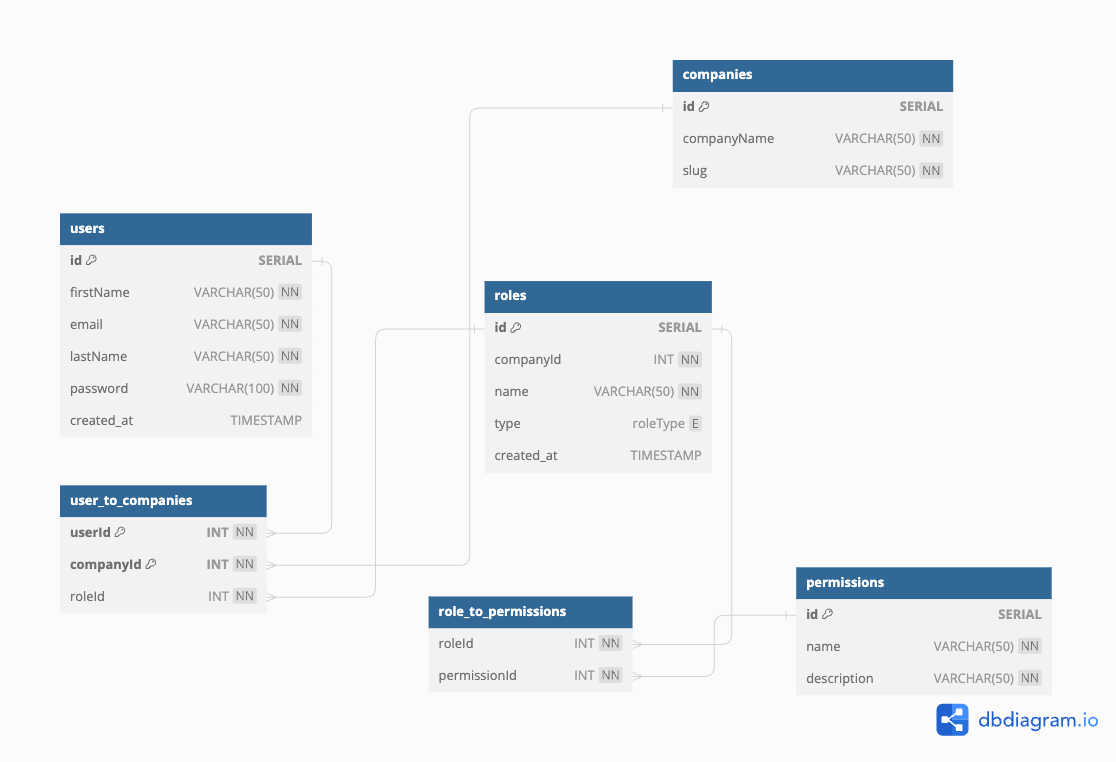 companies
id SERIAL
companyName VARCHAR(50) NN
slug VARCHAR(50) NN
users
id SERIAL
firstName VARCHAR(50) NN
email VARCHAR(50) NN
lastName VARCHAR(50) NN
password VARCHAR(100) NN
created_at TIMESTAMP
roles
id SERIAL
companyId INT NN
name VARCHAR(50) NN
type roleType E
created_at TIMESTAMP
user_to_companies
userId INT NN
companyId INT NN
roleId INT NN
role_to_permissions
roleId INT NN
permissionId INT NN
permissions
id SERIAL
name VARCHAR(50) NN
description VARCHAR(50) NN
dbdiagram.io